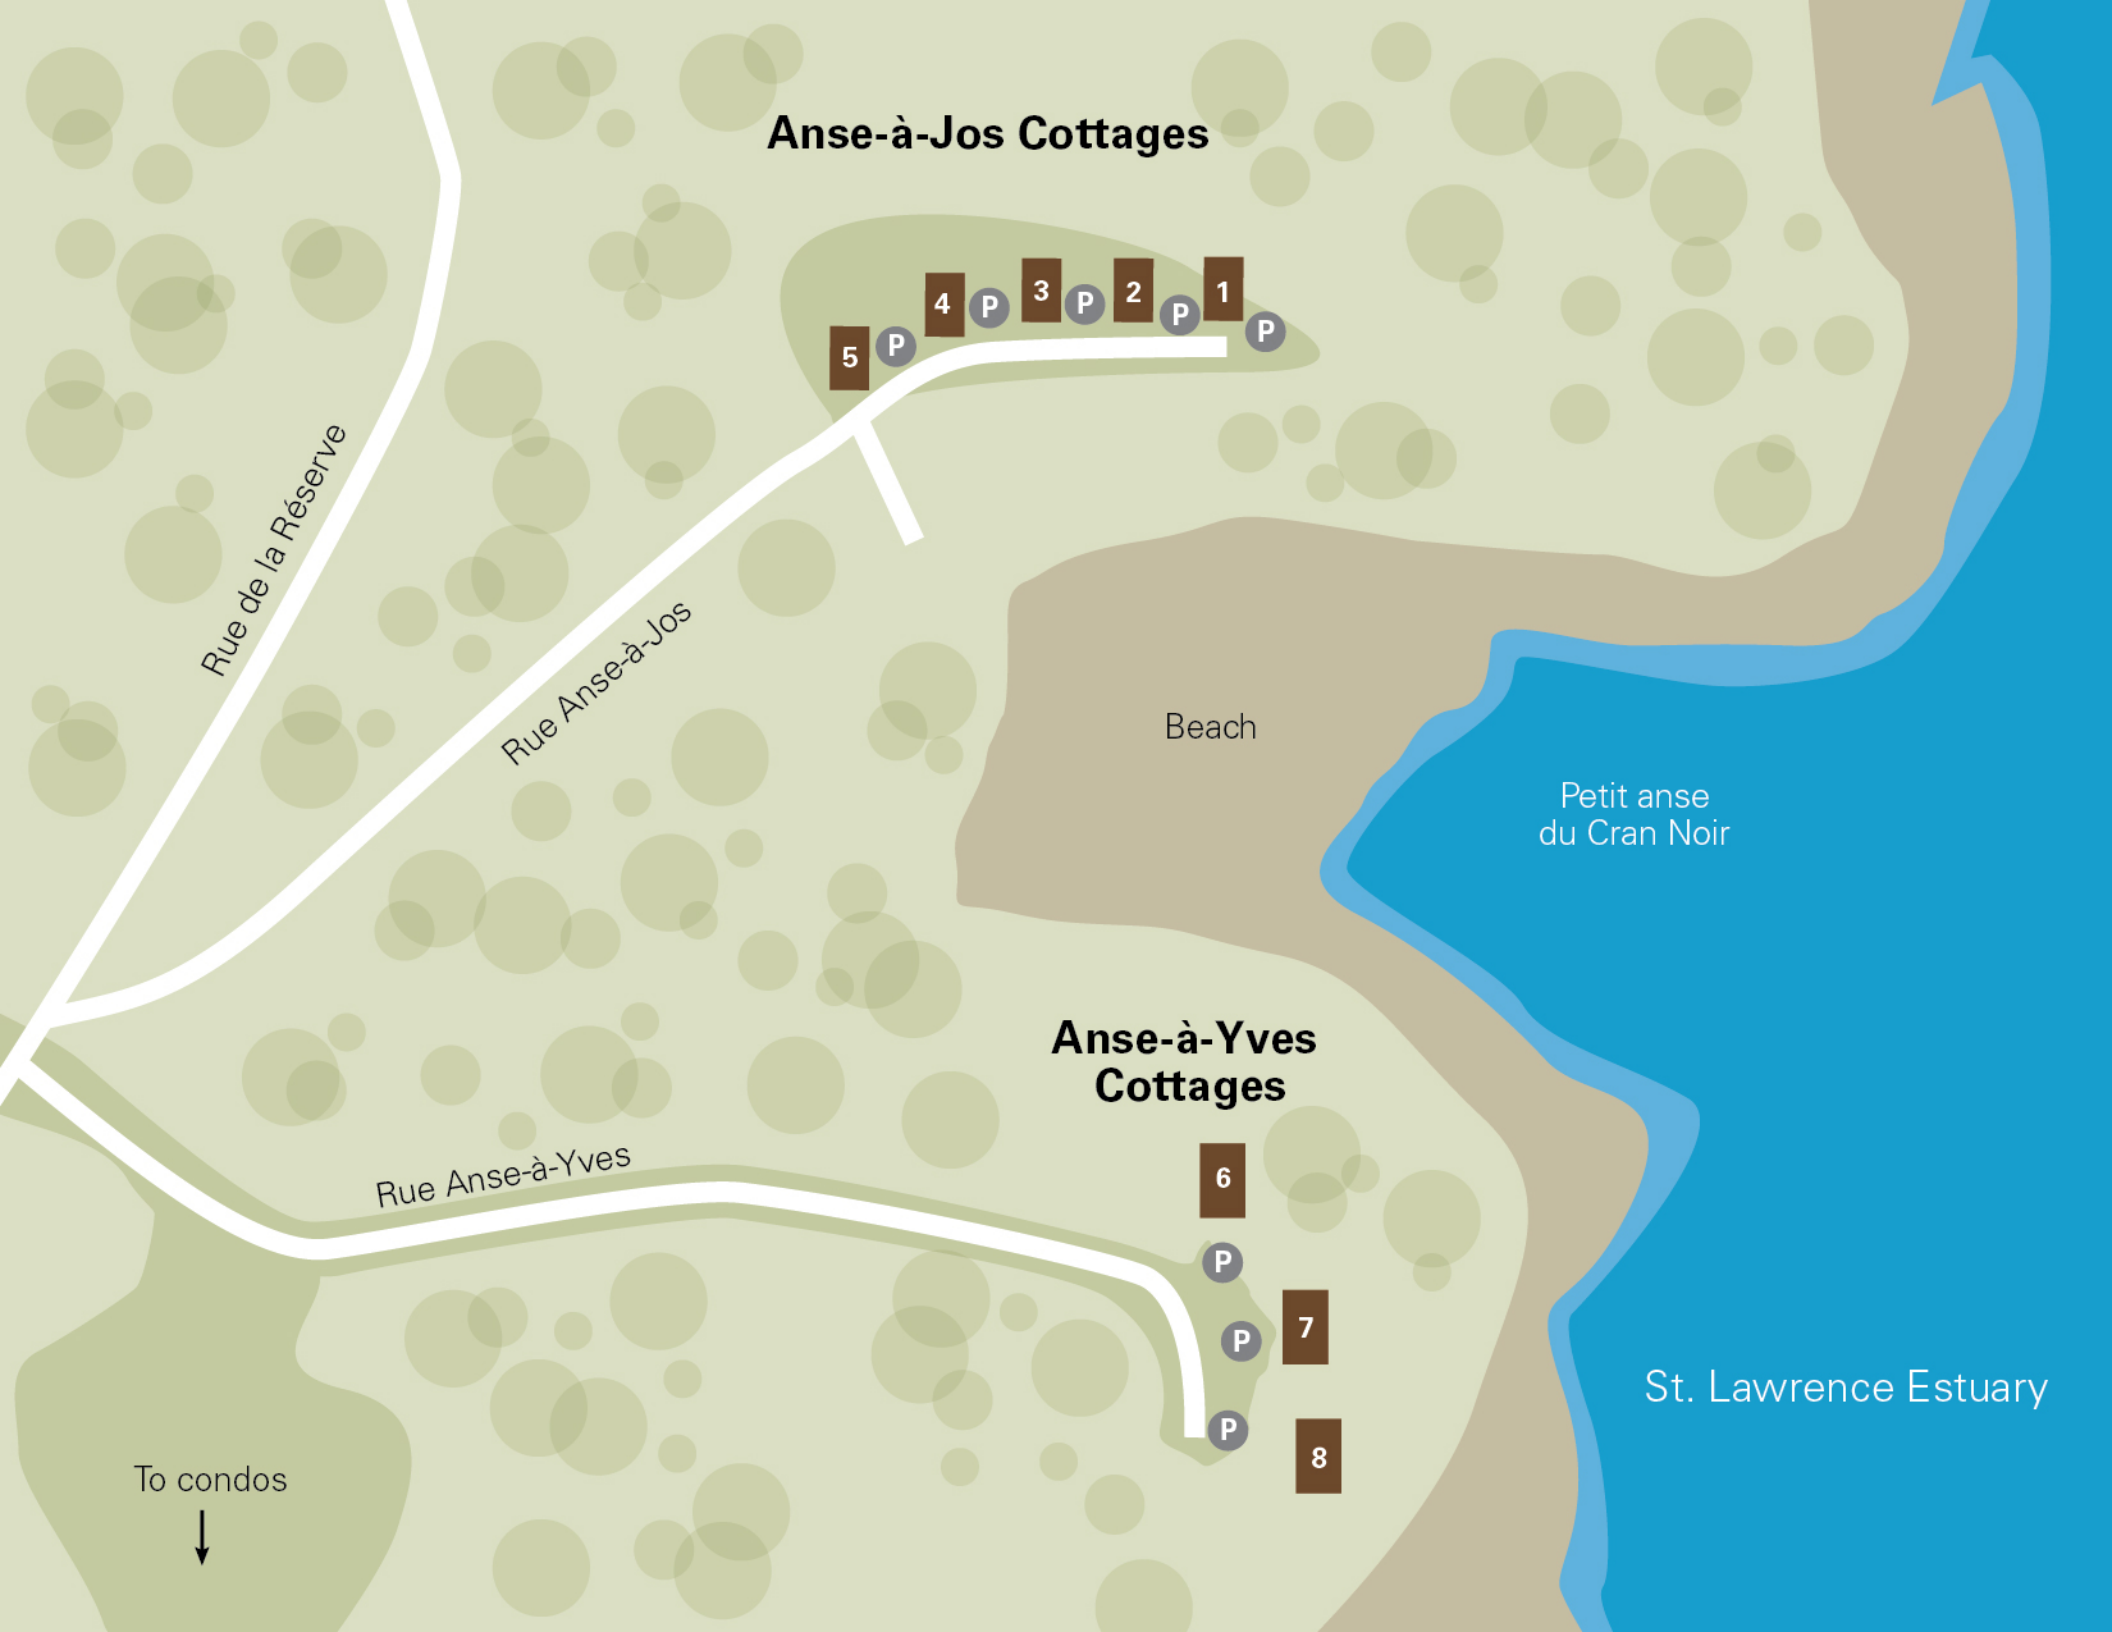 Anse-à-Jos Cottages
1
2
3
4
5
P
P
P
P
P
Rue de la Réserve
Rue Anse-à-Jos
Beach
Petit anse
du Cran Noir
Anse-à-Yves
Cottages
6
Rue Anse-à-Yves
P
7
P
St. Lawrence Estuary
P
8
To condos